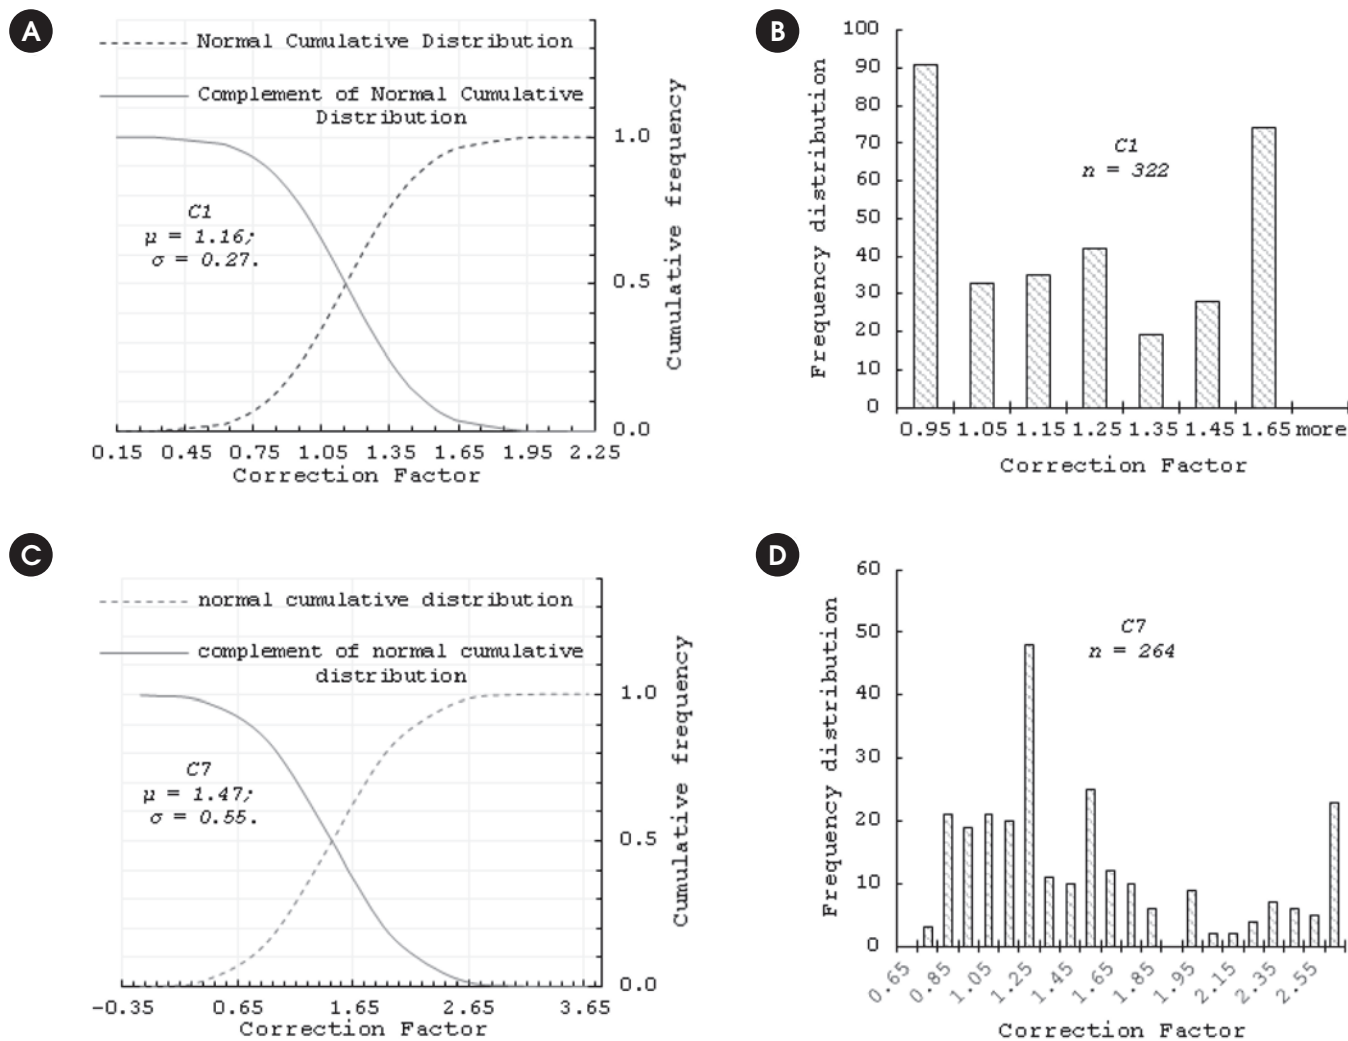 A
Normal Cumulative Distribution
Complement of Normal Cumulative
Distribution
C1
μ = 1.16;
σ = 0.27.
1.0
0.5
0.0
Cumulative frequency
0.15 0.45 0.75 1.05 1.35 1.65 1.95 2.25
Correction Factor
B
100
90
80
70
60
50
40
30
20
10
0
Frequency distribution
C1
n = 322
0.95 1.05 1.15 1.25 1.35 1.45 1.65 more
Correction Factor
C
normal cumulative distribution
complement of normal cumulative
distribution
C7
μ = 1.47;
σ = 0.55.
1.0
0.5
0.0
Cumulative frequency
-0.35 0.65 1.65 2.65 3.65
Correction Factor
D
60
50
40
30
20
10
0
Frequency distribution
C7
n = 264
0.65 0.85 1.05 1.25 1.45 1.65 1.85 1.95 2.15 2.35 2.55
Correction Factor